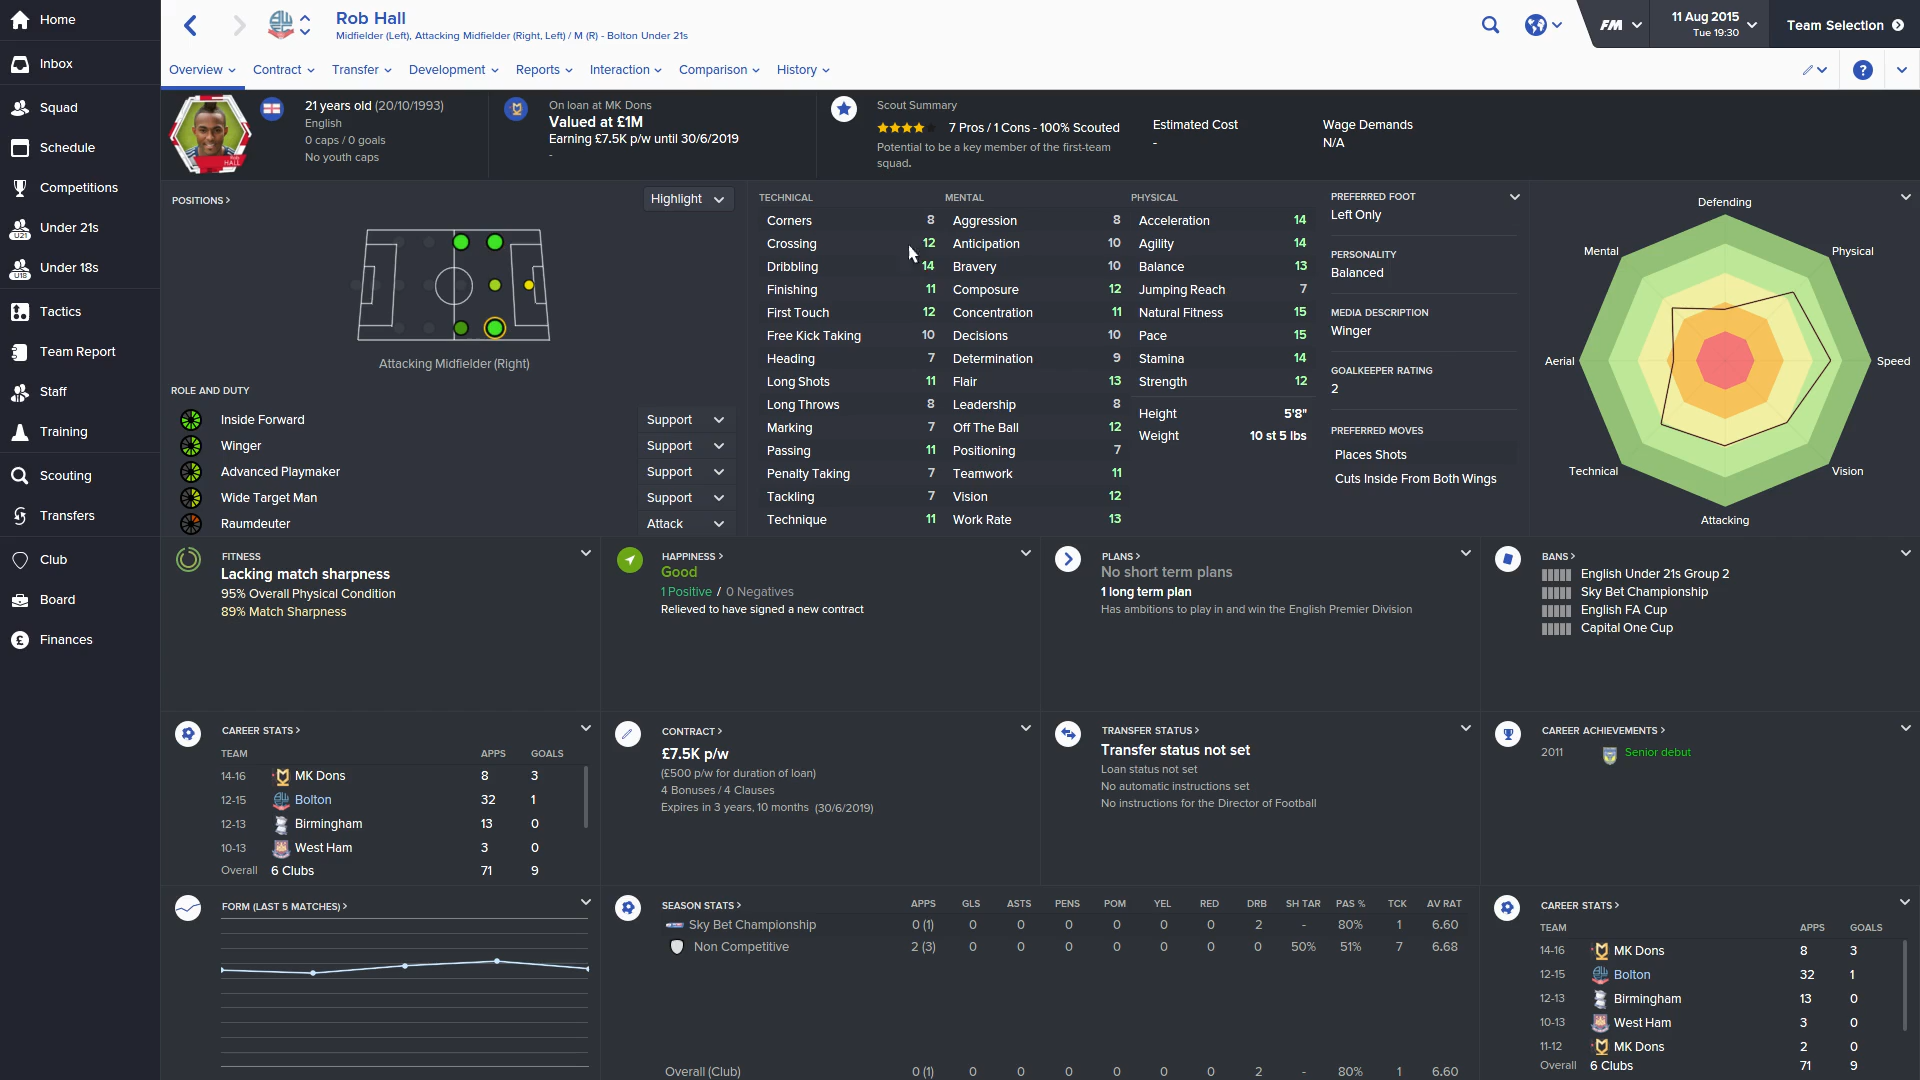 Home
Inbox
Squad
Schedule
Competitions
Under 21s
Under 18s
Tactics
Team Report
Staff
Training
Scouting
Transfers
Club
Board
Finances
Rob Hall
Midfielder (Left), Attacking Midfielder (Right, Left) / M (R) - Bolton Under 21s
FM
11 Aug 2015
Tue 19:30
Team Selection
Overview Contract Transfer Development Reports Interaction Comparison History
?
21 years old (20/10/1993)
English
0 caps / 0 goals
No youth caps
On loan at MK Dons
Valued at £1M
Earning £7.5K p/w until 30/6/2019
-
Scout Summary
7 Pros / 1 Cons - 100% Scouted
Potential to be a key member of the first-team
squad.
Estimated Cost
-
Wage Demands
N/A
POSITIONS >
Highlight
Attacking Midfielder (Right)
ROLE AND DUTY
Inside Forward Support
Winger Support
Advanced Playmaker Support
Wide Target Man Support
Raumdeuter Attack
TECHNICAL
Corners 8
Crossing 12
Dribbling 14
Finishing 11
First Touch 12
Free Kick Taking 10
Heading 7
Long Shots 11
Long Throws 8
Marking 7
Passing 11
Penalty Taking 7
Tackling 7
Technique 11
MENTAL
Aggression 8
Anticipation 10
Bravery 10
Composure 12
Concentration 11
Decisions 10
Determination 9
Flair 13
Leadership 8
Off The Ball 12
Positioning 7
Teamwork 11
Vision 12
Work Rate 13
PHYSICAL
Acceleration 14
Agility 14
Balance 13
Jumping Reach 7
Natural Fitness 15
Pace 15
Stamina 14
Strength 12
Height 5'8"
Weight 10 st 5 lbs
PREFERRED FOOT
Left Only
PERSONALITY
Balanced
MEDIA DESCRIPTION
Winger
GOALKEEPER RATING
2
PREFERRED MOVES
Places Shots
Cuts Inside From Both Wings
Defending
Mental Physical
Aerial Speed
Technical Vision
Attacking
FITNESS
Lacking match sharpness
95% Overall Physical Condition
89% Match Sharpness
HAPPINESS >
Good
1 Positive / 0 Negatives
Relieved to have signed a new contract
PLANS >
No short term plans
1 long term plan
Has ambitions to play in and win the English Premier Division
BANS >
English Under 21s Group 2
Sky Bet Championship
English FA Cup
Capital One Cup
CAREER STATS >
TEAM APPS GOALS
14-16 MK Dons 8 3
12-15 Bolton 32 1
12-13 Birmingham 13 0
10-13 West Ham 3 0
Overall 6 Clubs 71 9
CONTRACT >
£7.5K p/w
(£500 p/w for duration of loan)
4 Bonuses / 4 Clauses
Expires in 3 years, 10 months (30/6/2019)
TRANSFER STATUS >
Transfer status not set
Loan status not set
No automatic instructions set
No instructions for the Director of Football
CAREER ACHIEVEMENTS >
2011 Senior debut
FORM (LAST 5 MATCHES) >
SEASON STATS > APPS GLS ASTS PENS POM YEL RED DRB SH TAR PAS % TCK AV RAT
Sky Bet Championship 0 (1) 0 0 0 0 0 0 2 - 80% 1 6.60
Non Competitive 2 (3) 0 0 0 0 0 0 0 50% 51% 7 6.68
Overall (Club) 0 (1) 0 0 0 0 0 0 2 - 80% 1 6.60
CAREER STATS >
TEAM APPS GOALS
14-16 MK Dons 8 3
12-15 Bolton 32 1
12-13 Birmingham 13 0
10-13 West Ham 3 0
11-12 MK Dons 2 0
Overall 6 Clubs 71 9